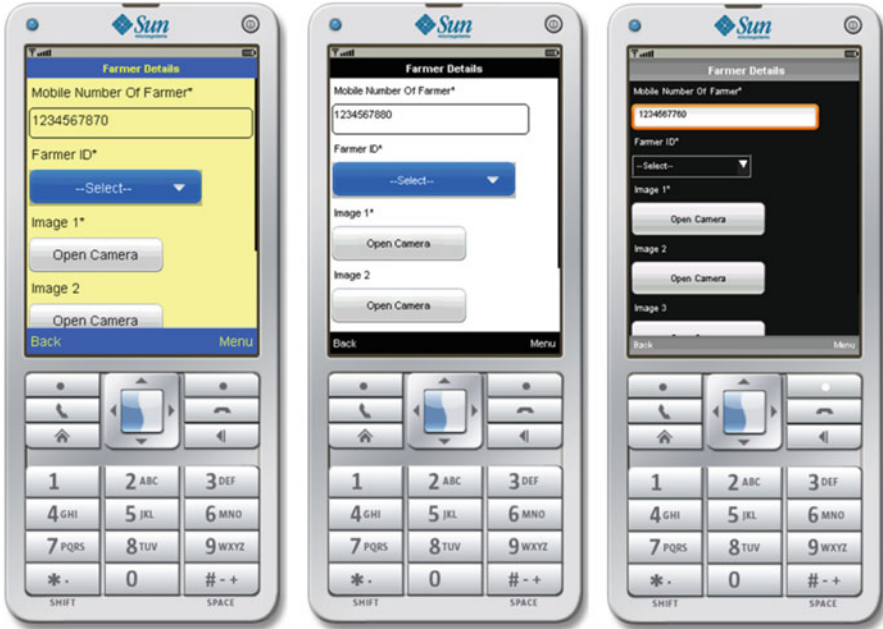 Sun
microsystems
Farmer Details
Mobile Number Of Farmer*
1234567870
Farmer ID*
--Select--
Image 1*
Open Camera
Image 2
Open Camera
Back Menu
1 2 ABC 3 DEF
4 GHI 5 JKL 6 MNO
7 PQRS 8 TUV 9 WXYZ
* . 0 # - +
SHIFT SPACE
Sun
microsystems
Farmer Details
Mobile Number Of Farmer*
1234567880
Farmer ID*
--Select--
Image 1*
Open Camera
Image 2
Open Camera
Back Menu
1 2 ABC 3 DEF
4 GHI 5 JKL 6 MNO
7 PQRS 8 TUV 9 WXYZ
* . 0 # - +
SHIFT SPACE
Sun
microsystems
Farmer Details
Mobile Number Of Farmer*
1234567760
Farmer ID*
--Select--
Image 1*
Open Camera
Image 2
Open Camera
Image 3
Back Menu
1 2 ABC 3 DEF
4 GHI 5 JKL 6 MNO
7 PQRS 8 TUV 9 WXYZ
* . 0 # - +
SHIFT SPACE